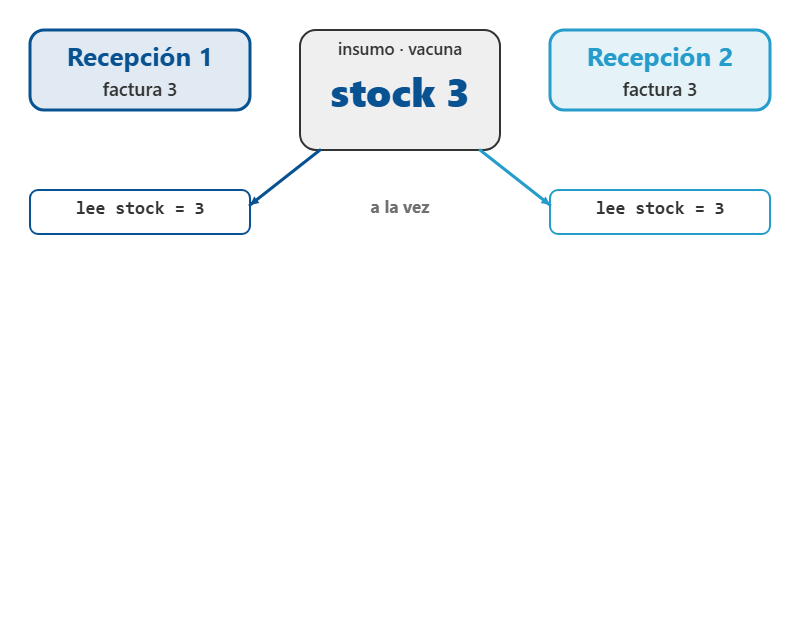 Recepción 1
factura 3
insumo · vacuna
stock 3
Recepción 2
factura 3
lee stock = 3
a la vez
lee stock = 3